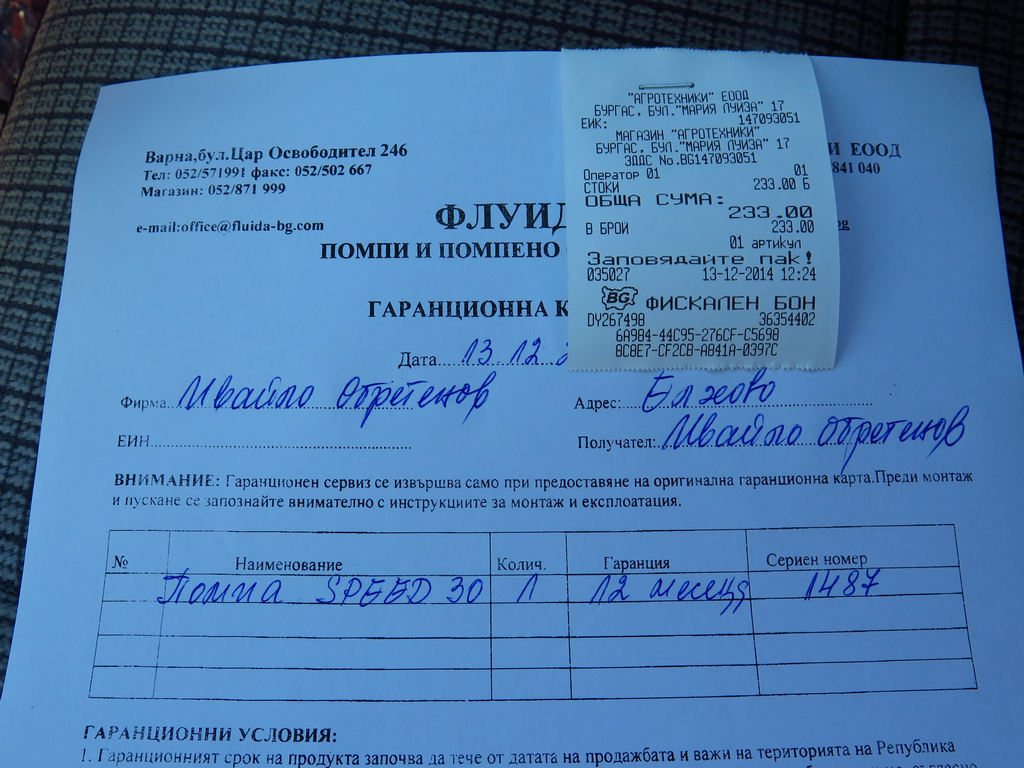 "АГРОТЕХНИКИ" ЕООД
БУРГАС, БУЛ."МАРИЯ ЛУИЗА" 17
ЕИК: 147093051
МАГАЗИН "АГРОТЕХНИКИ"
БУРГАС, БУЛ."МАРИЯ ЛУИЗА" 17
ЗДДС No.BG147093051
Оператор 01 01
СТОКИ 233.00 Б
ОБЩА СУМА:
233.00
В БРОИ 233.00
01 артикул
Заповядайте пак!
035027 13-12-2014 12:24
BG ФИСКАЛЕН БОН
DY267498 36354402
6A984-44C95-276CF-C569B
8C8E7-CF2CB-A841A-0397C
Варна,бул.Цар Освободител 246
И ЕООД
Тел: 052/571991 факс: 052/502 667
841 040
Магазин: 052/871 999
e-mail:office@fluida-bg.com
ФЛУИД
ПОМПИ И ПОМПЕНО
ГАРАНЦИОННА К
Дата 13.12.
Фирма Ивайло Обретенов Адрес: Елхово
ЕИН Получател: Ивайло Обретенов
ВНИМАНИЕ: Гаранционен сервиз се извършва само при предоставяне на оригинална гаранционна карта.Преди монтаж
и пускане се запознайте внимателно с инструкциите за монтаж и експлоатация.
№ Наименование Колич. Гаранция Сериен номер
Помпа SPEED 30 1 12 месеца 1487
ГАРАНЦИОННИ УСЛОВИЯ:
1. Гаранционният срок на продукта започва да тече от датата на продажбата и важи на територията на Република